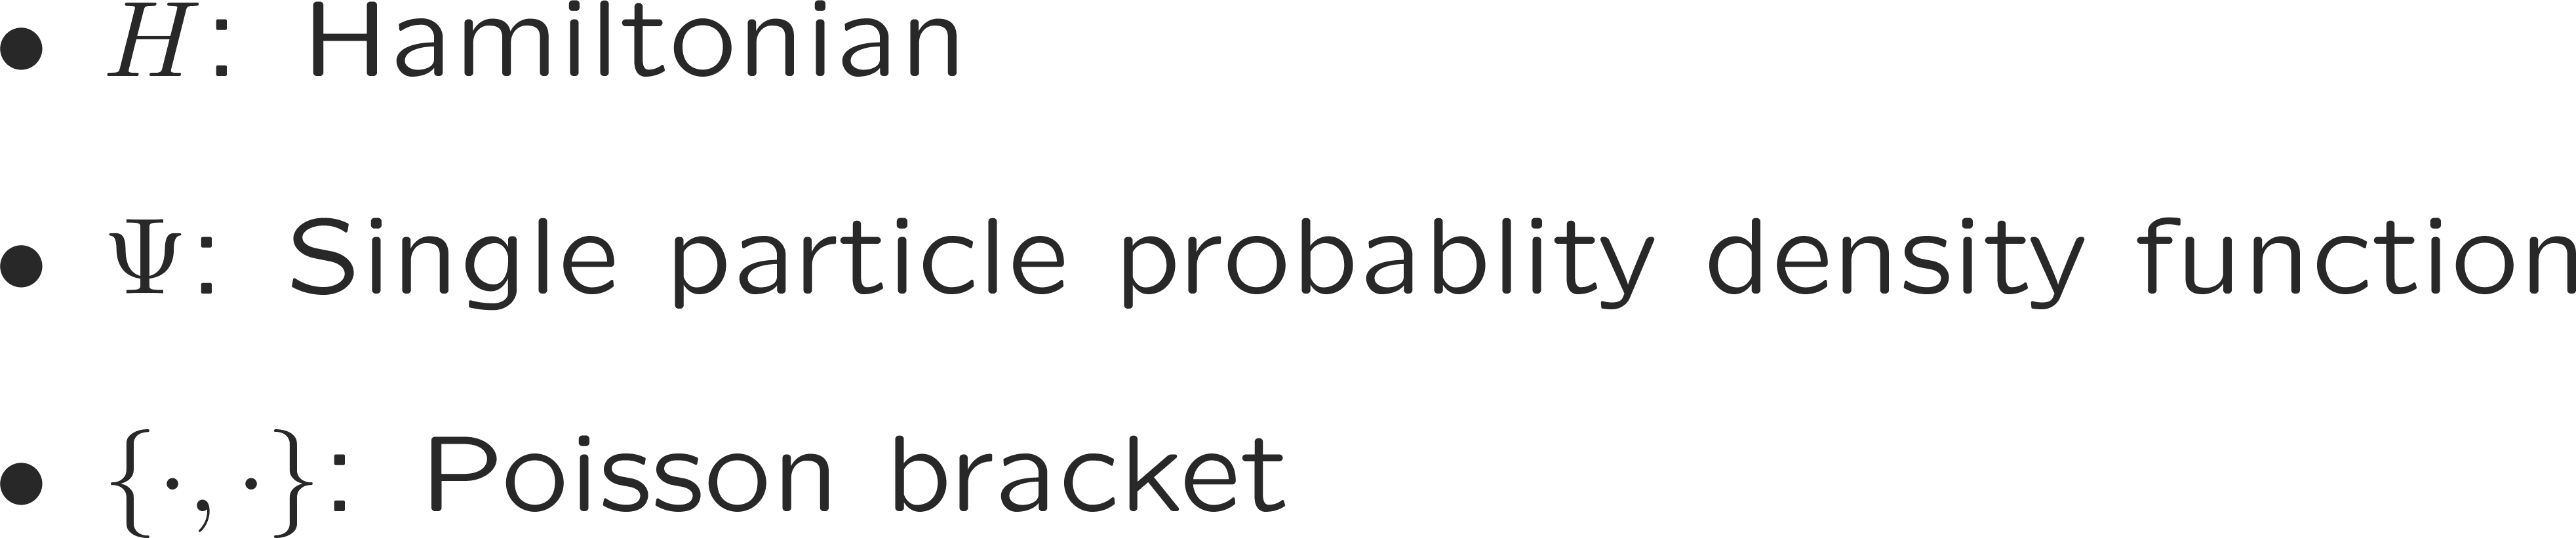 • H: Hamiltonian
• Ψ: Single particle probablity density function
• {·, ·}: Poisson bracket